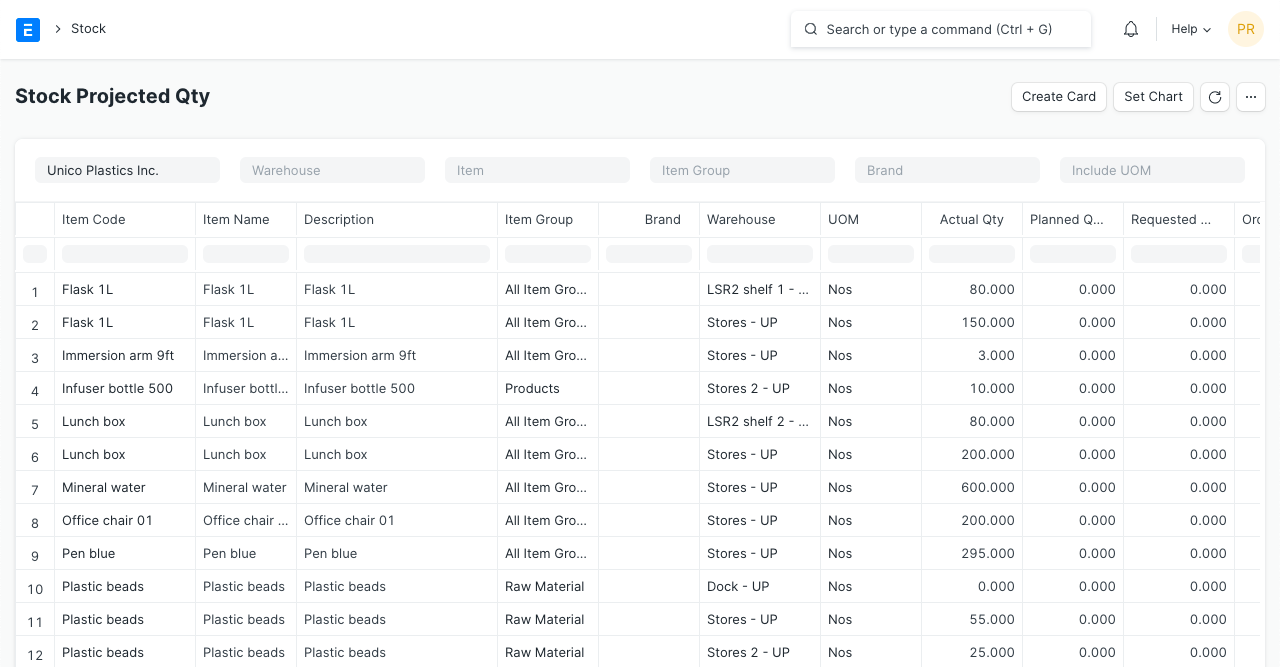 E > Stock Search or type a command (Ctrl + G) Help PR
Stock Projected Qty Create Card Set Chart ...
Unico Plastics Inc. Warehouse Item Item Group Brand Include UOM
Item Code Item Name Description Item Group Brand Warehouse UOM Actual Qty Planned Q... Requested ... Orc
1 Flask 1L Flask 1L Flask 1L All Item Gro... LSR2 shelf 1 - ... Nos 80.000 0.000 0.000
2 Flask 1L Flask 1L Flask 1L All Item Gro... Stores - UP Nos 150.000 0.000 0.000
3 Immersion arm 9ft Immersion a... Immersion arm 9ft All Item Gro... Stores - UP Nos 3.000 0.000 0.000
4 Infuser bottle 500 Infuser bottl... Infuser bottle 500 Products Stores 2 - UP Nos 10.000 0.000 0.000
5 Lunch box Lunch box Lunch box All Item Gro... LSR2 shelf 2 - ... Nos 80.000 0.000 0.000
6 Lunch box Lunch box Lunch box All Item Gro... Stores - UP Nos 200.000 0.000 0.000
7 Mineral water Mineral water Mineral water All Item Gro... Stores - UP Nos 600.000 0.000 0.000
8 Office chair 01 Office chair ... Office chair 01 All Item Gro... Stores - UP Nos 200.000 0.000 0.000
9 Pen blue Pen blue Pen blue All Item Gro... Stores - UP Nos 295.000 0.000 0.000
10 Plastic beads Plastic beads Plastic beads Raw Material Dock - UP Nos 0.000 0.000 0.000
11 Plastic beads Plastic beads Plastic beads Raw Material Stores - UP Nos 55.000 0.000 0.000
12 Plastic beads Plastic beads Plastic beads Raw Material Stores 2 - UP Nos 25.000 0.000 0.000